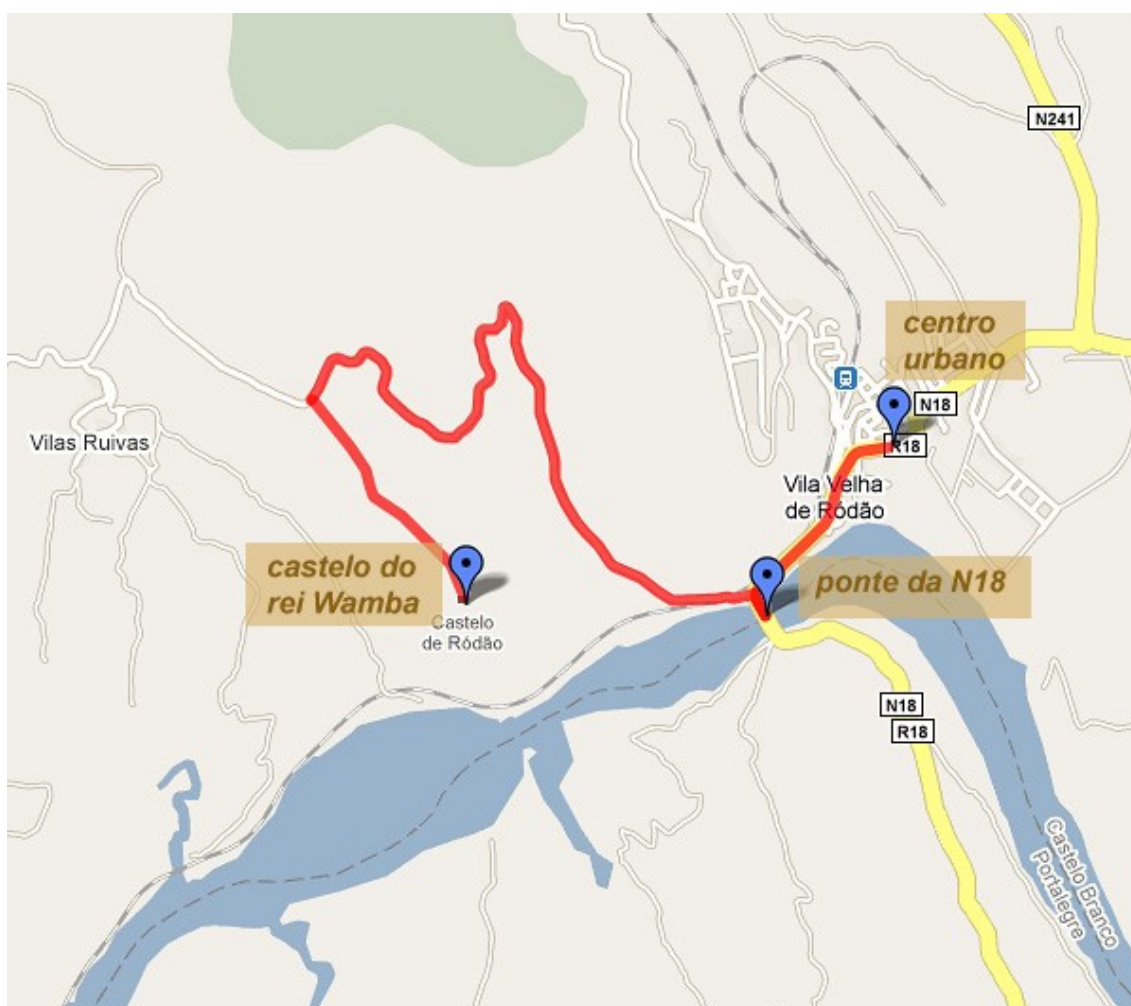 N241
centro
urbano
N18
R18
Vilas Ruivas
Vila Velha
de Ródão
castelo do
rei Wamba
ponte da N18
Castelo
de Ródão
N18
R18
Castelo Branco
Portalegre